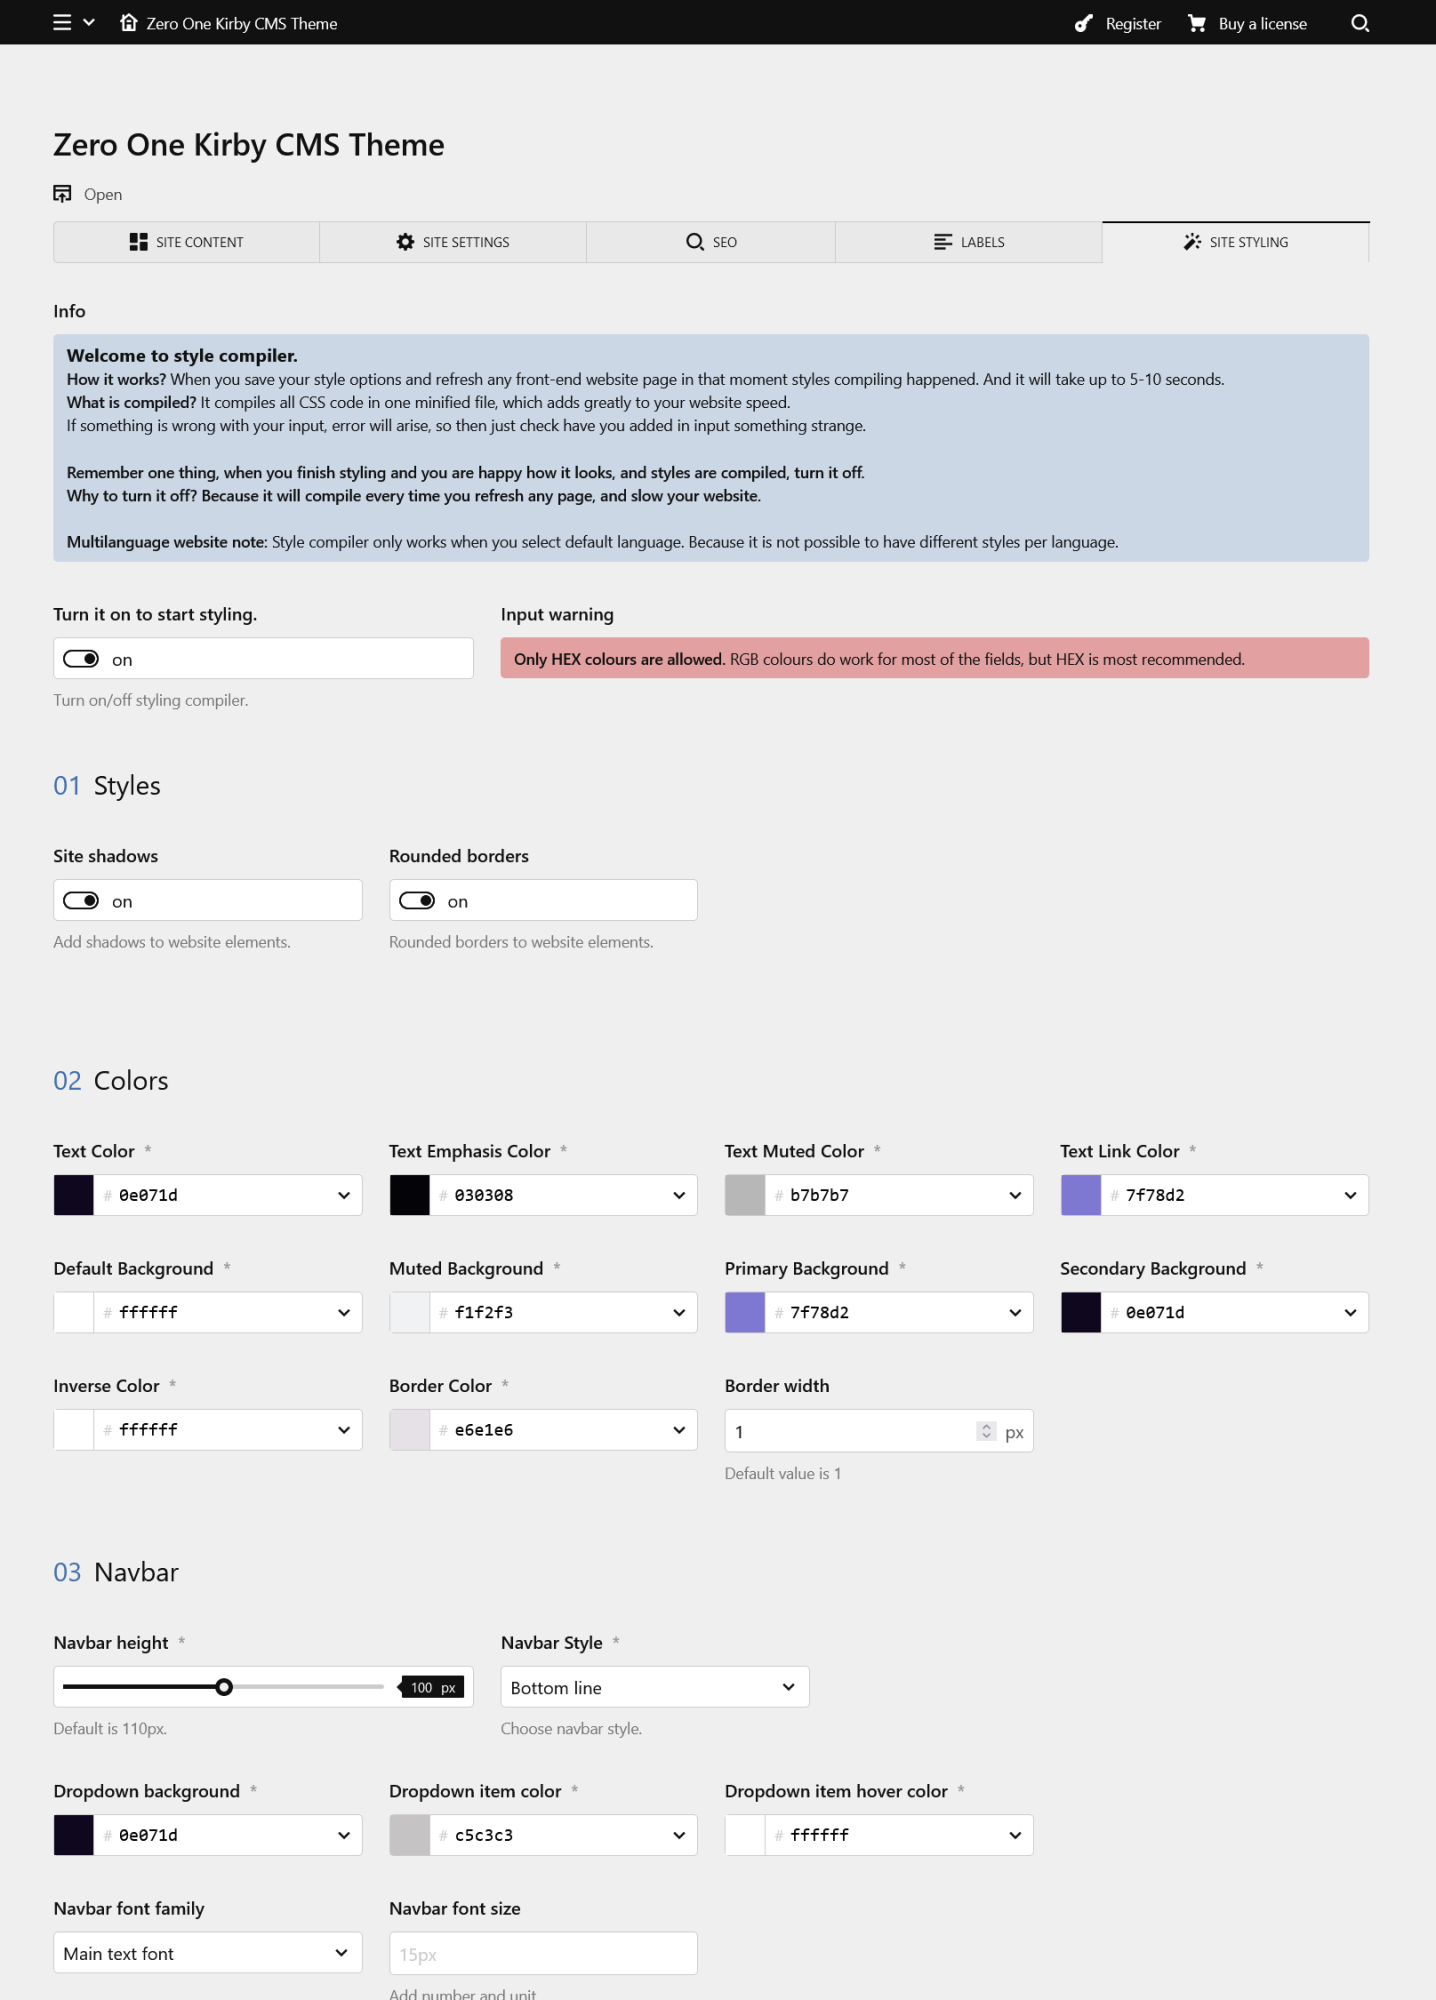 Zero One Kirby CMS Theme
Register
Buy a license
Zero One Kirby CMS Theme
Open
SITE CONTENT
SITE SETTINGS
SEO
LABELS
SITE STYLING
Info
Welcome to style compiler.
How it works? When you save your style options and refresh any front-end website page in that moment styles compiling happened. And it will take up to 5-10 seconds.
What is compiled? It compiles all CSS code in one minified file, which adds greatly to your website speed.
If something is wrong with your input, error will arise, so then just check have you added in input something strange.
Remember one thing, when you finish styling and you are happy how it looks, and styles are compiled, turn it off.
Why to turn it off? Because it will compile every time you refresh any page, and slow your website.
Multilanguage website note: Style compiler only works when you select default language. Because it is not possible to have different styles per language.
Turn it on to start styling.
Input warning
on
Only HEX colours are allowed. RGB colours do work for most of the fields, but HEX is most recommended.
Turn on/off styling compiler.
01 Styles
Site shadows
Rounded borders
on
on
Add shadows to website elements.
Rounded borders to website elements.
02 Colors
Text Color *
Text Emphasis Color *
Text Muted Color *
Text Link Color *
# 0e071d
# 030308
# b7b7b7
# 7f78d2
Default Background *
Muted Background *
Primary Background *
Secondary Background *
# ffffff
# f1f2f3
# 7f78d2
# 0e071d
Inverse Color *
Border Color *
Border width
# ffffff
# e6e1e6
1 px
Default value is 1
03 Navbar
Navbar height *
Navbar Style *
100 px
Bottom line
Default is 110px.
Choose navbar style.
Dropdown background *
Dropdown item color *
Dropdown item hover color *
# 0e071d
# c5c3c3
# ffffff
Navbar font family
Navbar font size
Main text font
15px
Add number and unit